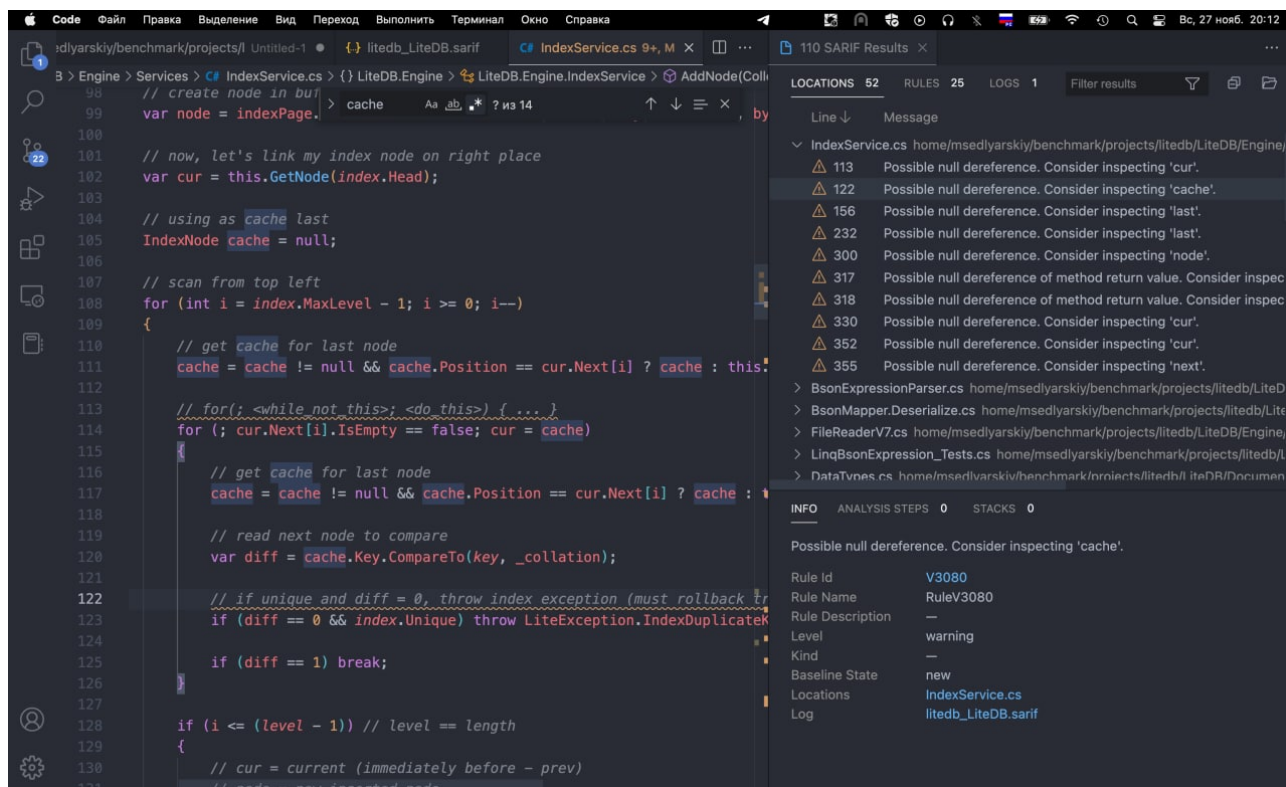 Code Файл Правка Выделение Вид Переход Выполнить Терминал Окно Справка Вс, 27 нояб. 20:12
edlyarskiy/benchmark/projects/l Untitled-1 litedb_LiteDB.sarif C# IndexService.cs 9+, M
B > Engine > Services > C# IndexService.cs > {} LiteDB.Engine > LiteDB.Engine.IndexService > AddNode(Coll
cache Aa ab .* ? из 14
98 // create node in buf
99 var node = indexPage. , by
100
101 // now, let's link my index node on right place
102 var cur = this.GetNode(index.Head);
103
104 // using as cache last
105 IndexNode cache = null;
106
107 // scan from top left
108 for (int i = index.MaxLevel - 1; i >= 0; i--)
109 {
110 // get cache for last node
111 cache = cache != null && cache.Position == cur.Next[i] ? cache : this.
112
113 // for(; <while_not_this>; <do_this>) { ... }
114 for (; cur.Next[i].IsEmpty == false; cur = cache)
115 {
116 // get cache for last node
117 cache = cache != null && cache.Position == cur.Next[i] ? cache : t
118
119 // read next node to compare
120 var diff = cache.Key.CompareTo(key, _collation);
121
122 // if unique and diff = 0, throw index exception (must rollback tr
123 if (diff == 0 && index.Unique) throw LiteException.IndexDuplicateK
124
125 if (diff == 1) break;
126 }
127
128 if (i <= (level - 1)) // level == length
129 {
130 // cur = current (immediately before - prev)
1
22
110 SARIF Results
LOCATIONS 52 RULES 25 LOGS 1 Filter results
Line ↓ Message
IndexService.cs home/msedlyarskiy/benchmark/projects/litedb/LiteDB/Engine/
113 Possible null dereference. Consider inspecting 'cur'.
122 Possible null dereference. Consider inspecting 'cache'.
156 Possible null dereference. Consider inspecting 'last'.
232 Possible null dereference. Consider inspecting 'last'.
300 Possible null dereference. Consider inspecting 'node'.
317 Possible null dereference of method return value. Consider inspec
318 Possible null dereference of method return value. Consider inspec
330 Possible null dereference. Consider inspecting 'cur'.
352 Possible null dereference. Consider inspecting 'cur'.
355 Possible null dereference. Consider inspecting 'next'.
BsonExpressionParser.cs home/msedlyarskiy/benchmark/projects/litedb/LiteD
BsonMapper.Deserialize.cs home/msedlyarskiy/benchmark/projects/litedb/Lite
FileReaderV7.cs home/msedlyarskiy/benchmark/projects/litedb/LiteDB/Engine/
LinqBsonExpression_Tests.cs home/msedlyarskiy/benchmark/projects/litedb/L
DataTypes.cs home/msedlyarskiy/benchmark/projects/litedb/LiteDB/Documen
INFO ANALYSIS STEPS 0 STACKS 0
Possible null dereference. Consider inspecting 'cache'.
Rule Id V3080
Rule Name RuleV3080
Rule Description —
Level warning
Kind —
Baseline State new
Locations IndexService.cs
Log litedb_LiteDB.sarif